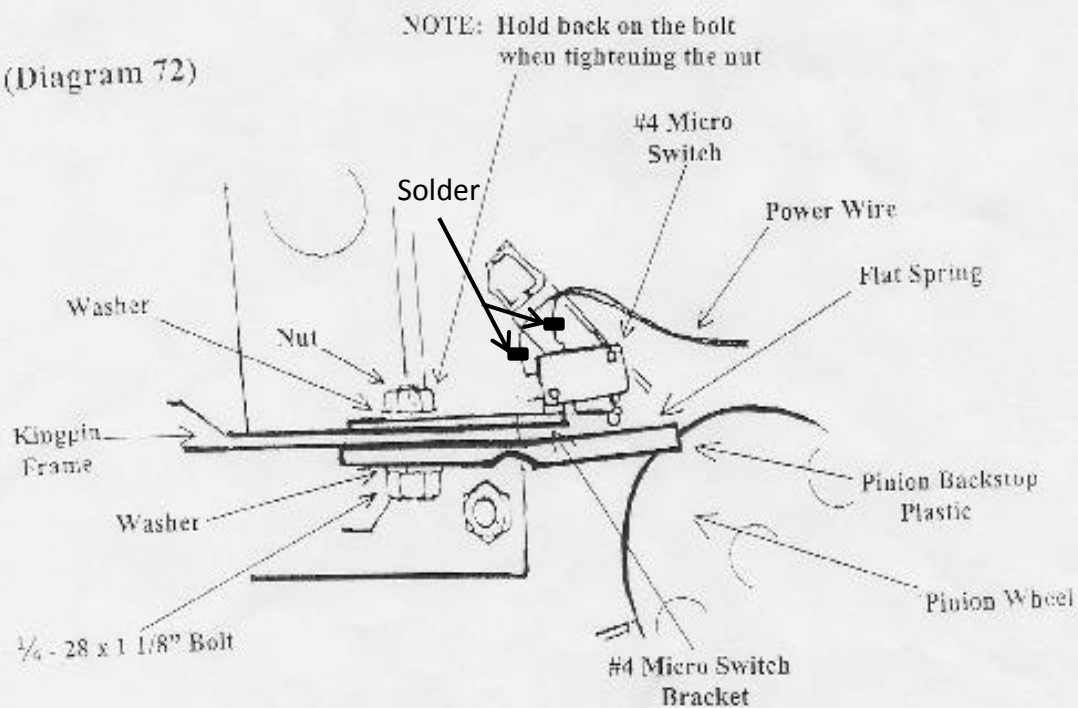 NOTE: Hold back on the bolt
when tightening the nut
(Diagram 72)
#4 Micro
Switch
Solder
Power Wire
Flat Spring
Washer
Nut
Kingpin
Frame
Pinion Backstop
Plastic
Washer
Pinion Wheel
¼ - 28 x 1 1/8” Bolt
#4 Micro Switch
Bracket